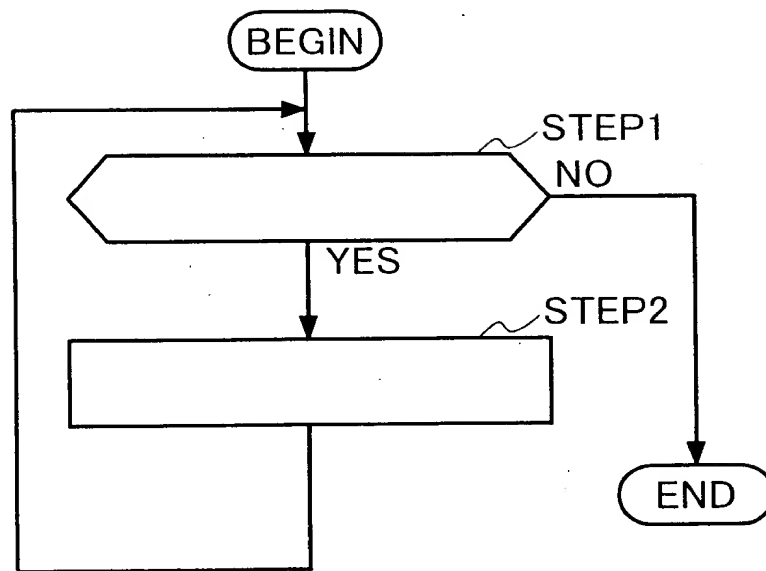 BEGIN
STEP1
NO
YES
STEP2
END